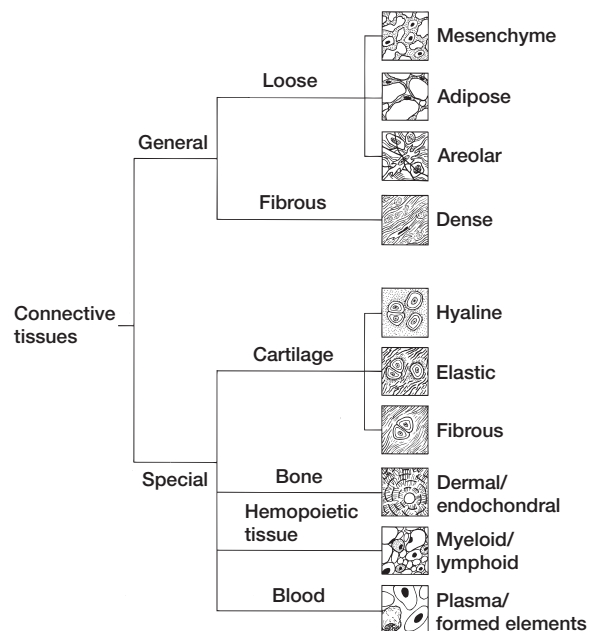 Mesenchyme
Loose
Adipose
General
Areolar
Fibrous
Dense
Connective
tissues
Hyaline
Cartilage
Elastic
Fibrous
Special
Bone
Dermal/
endochondral
Hemopoietic
tissue
Myeloid/
lymphoid
Blood
Plasma/
formed elements